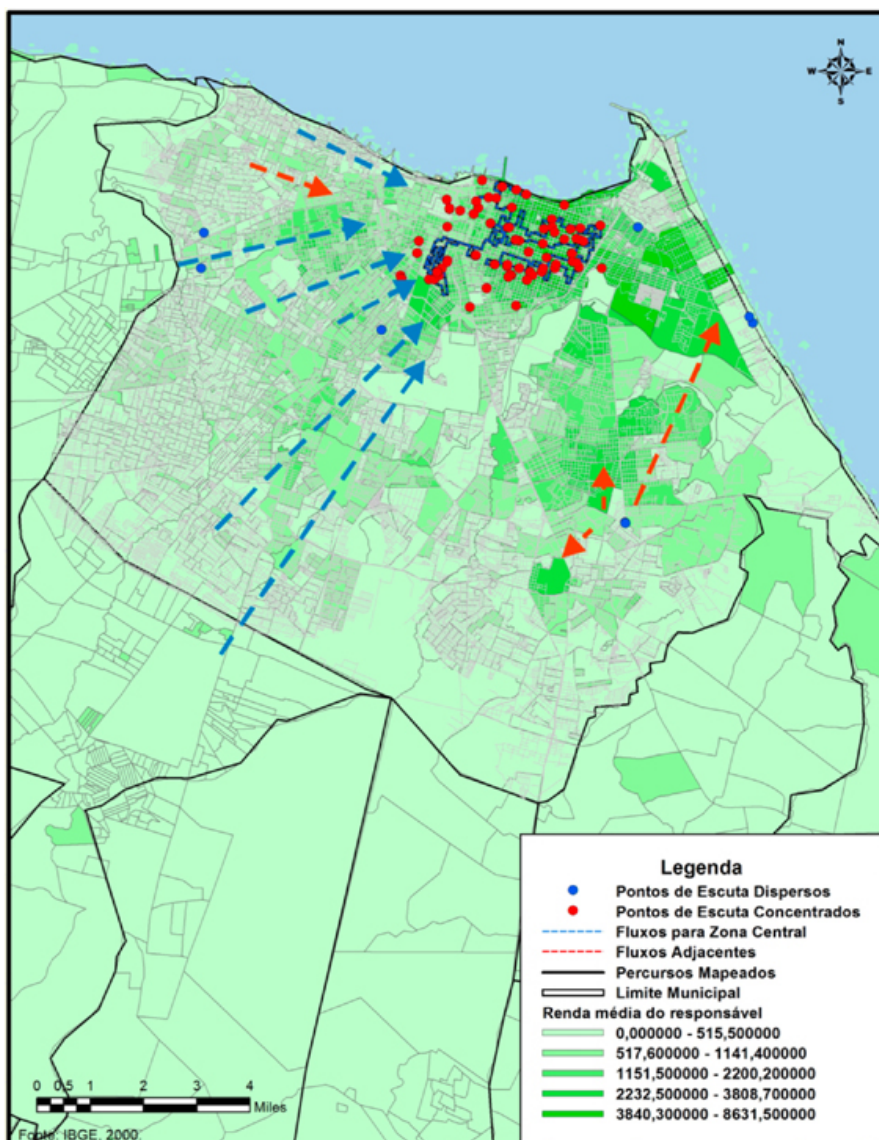 N
W E
S
Legenda
Pontos de Escuta Dispersos
Pontos de Escuta Concentrados
Fluxos para Zona Central
Fluxos Adjacentes
Percursos Mapeados
Limite Municipal
Renda média do responsável
0,000000 - 515,500000
517,600000 - 1141,400000
1151,500000 - 2200,200000
2232,500000 - 3808,700000
3840,300000 - 8631,500000
0 0,5 1 2 3 4
Miles
Fonte: IBGE, 2000.